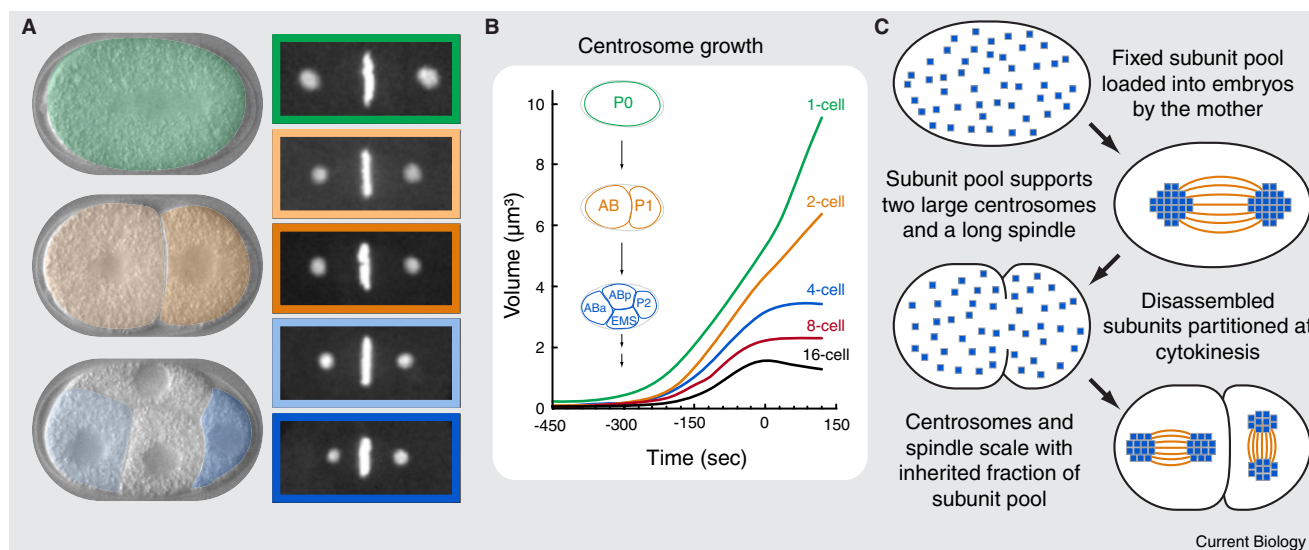 A
B
Centrosome growth
Volume (μm³)
10
8
6
4
2
0
-450
-300
-150
0
150
Time (sec)
P0
AB
P1
ABa
ABp
P2
EMS
1-cell
2-cell
4-cell
8-cell
16-cell
C
Fixed subunit pool
loaded into embryos
by the mother
Subunit pool supports
two large centrosomes
and a long spindle
Disassembled
subunits partitioned at
cytokinesis
Centrosomes and
spindle scale with
inherited fraction of
subunit pool
Current Biology